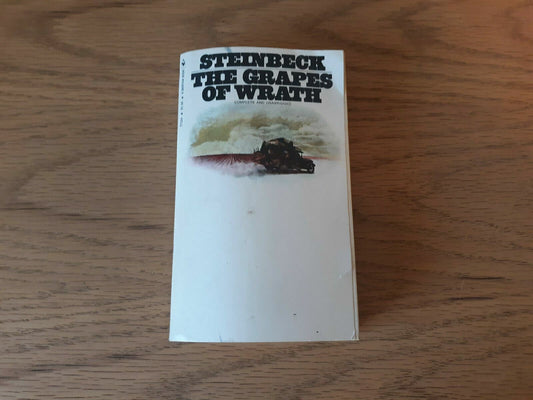 STEINBECK
THE GRAPES
OF WRATH
COMPLETE AND UNABRIDGED